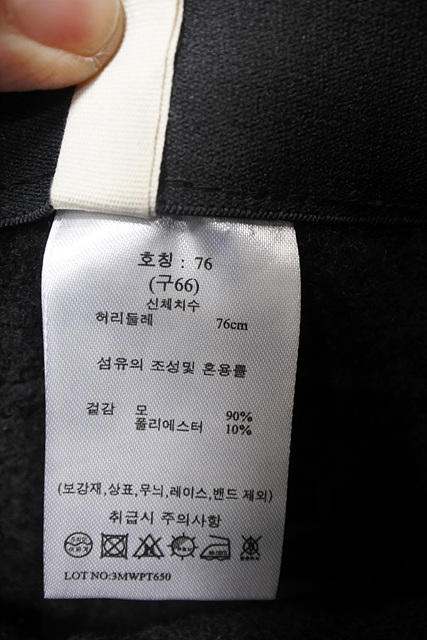 호칭 : 76
(구66)
신체치수
허리둘레 76cm
섬유의 조성및 혼용률
겉감 모 90%
폴리에스터 10%
(보강재,상표,무늬,레이스,밴드 제외)
취급시 주의사항
LOT NO:3MWPT650